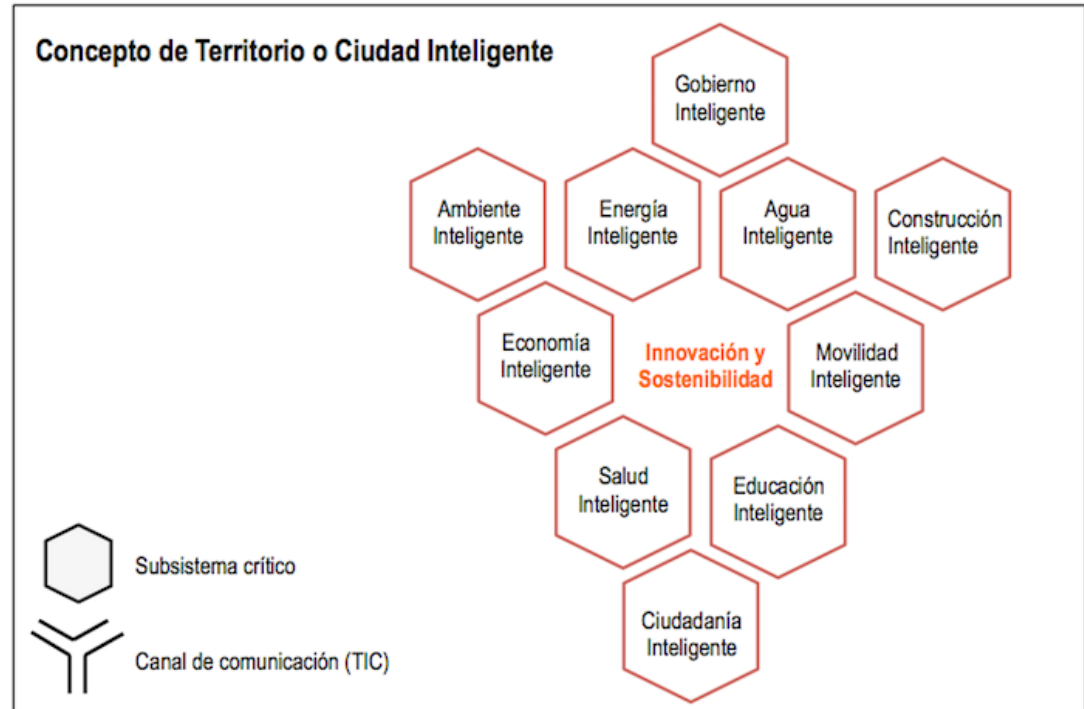 Concepto de Territorio o Ciudad Inteligente
Gobierno
Inteligente
Ambiente
Inteligente
Energía
Inteligente
Agua
Inteligente
Construcción
Inteligente
Economía
Inteligente
Innovación y
Sostenibilidad
Movilidad
Inteligente
Salud
Inteligente
Educación
Inteligente
Ciudadanía
Inteligente
Subsistema crítico
Canal de comunicación (TIC)